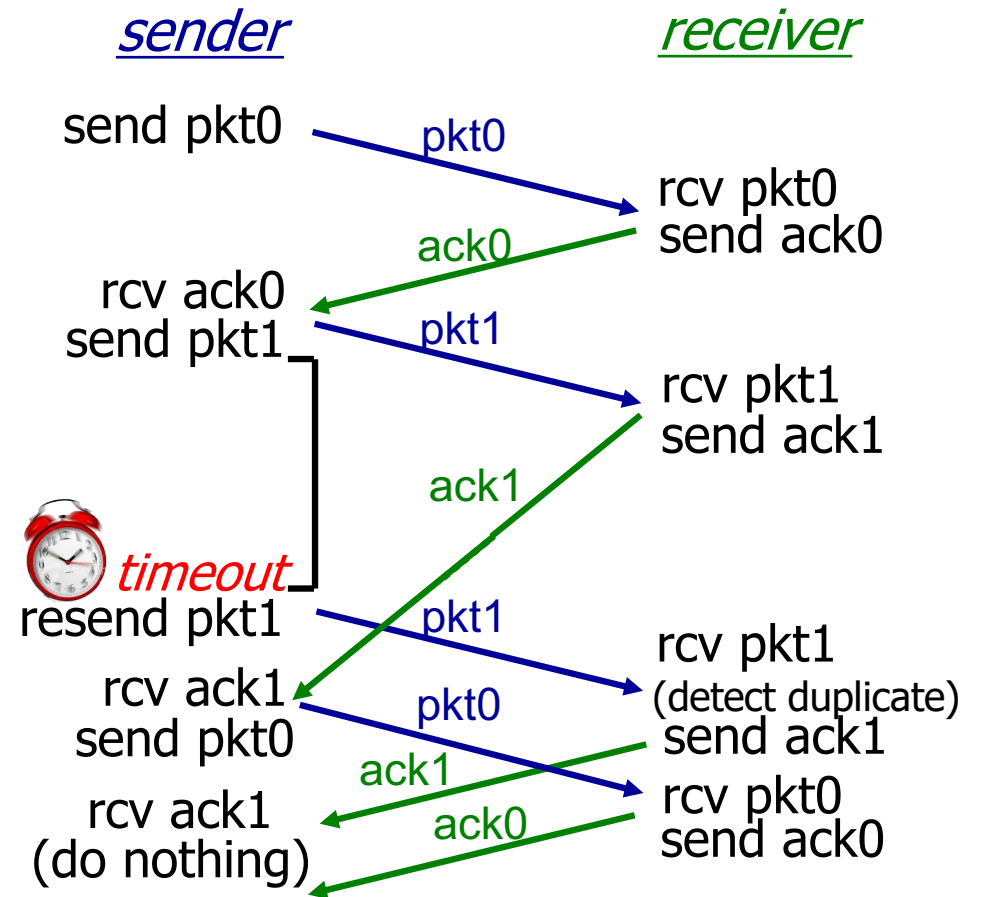 sender
receiver
send pkt0
pkt0
rcv pkt0
send ack0
ack0
rcv ack0
send pkt1
pkt1
rcv pkt1
send ack1
ack1
timeout
resend pkt1
pkt1
rcv pkt1
(detect duplicate)
send ack1
rcv ack1
send pkt0
pkt0
ack1
rcv pkt0
send ack0
rcv ack1
(do nothing)
ack0